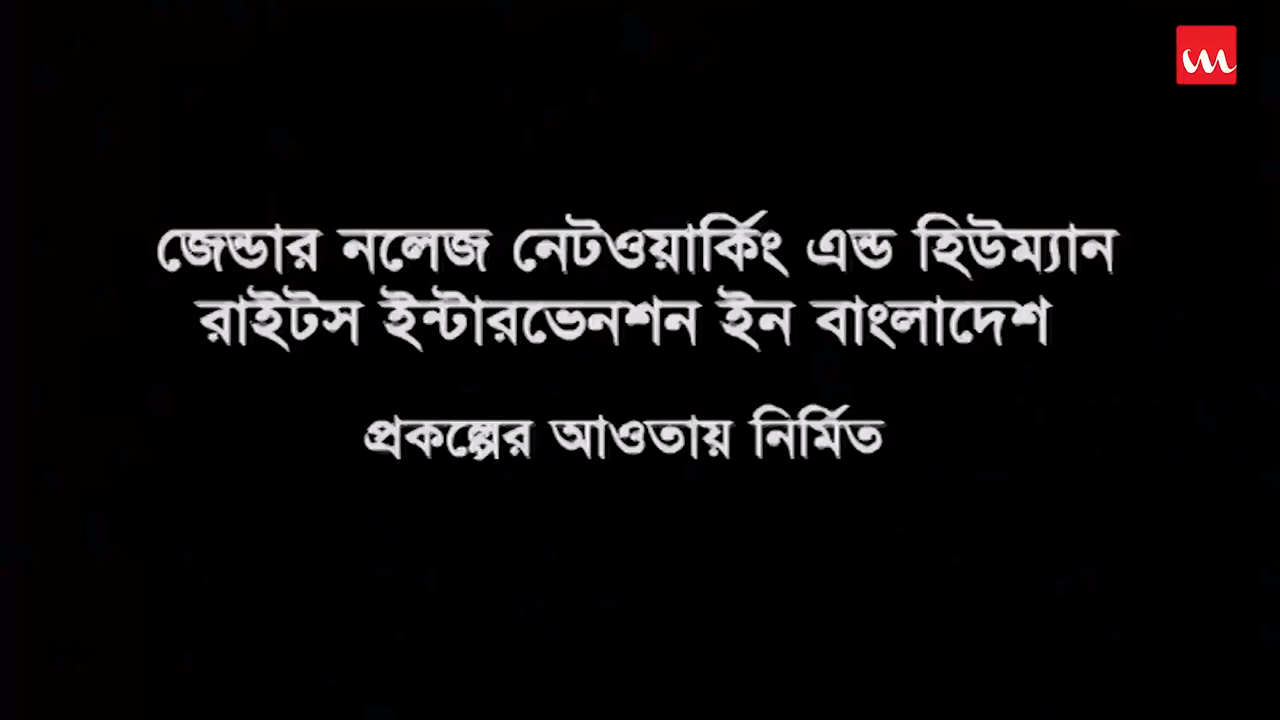 জেন্ডার নলেজ নেটওয়ার্কিং এন্ড হিউম্যান
রাইটস ইন্টারভেনশন ইন বাংলাদেশ
প্রকল্পের আওতায় নির্মিত